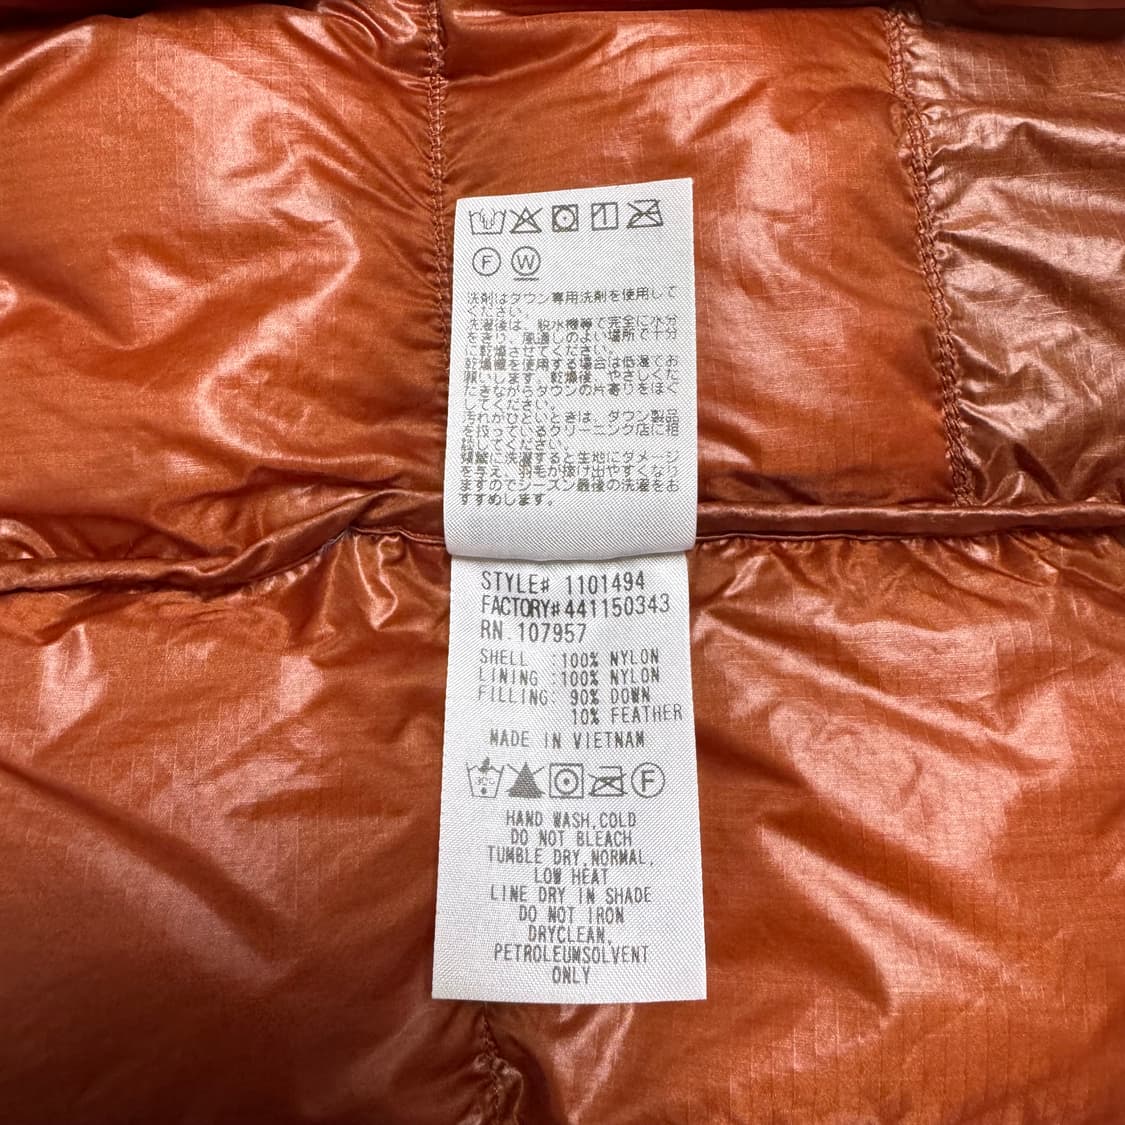 F W
洗剤はダウン専用洗剤を使用して
ください。
洗濯後は、脱水機等で完全に水分
をきり、風通しのよい場所で十分
に乾燥させてください。
乾燥機を使用する場合は低温でお
願いします。乾燥後、やさしくた
たきながらダウンの片寄りをほぐ
してください。
汚れがひどいときは、ダウン製品
を扱っているクリーニング店に相
談してください。
頻繁に洗濯すると生地にダメージ
を与え、羽毛が抜け出やすくなり
ますのでシーズン最後の洗濯をお
すすめします。
STYLE# 1101494
FACTORY#441150343
RN.107957
SHELL :100% NYLON
LINING :100% NYLON
FILLING: 90% DOWN
10% FEATHER
MADE IN VIETNAM
30C F
HAND WASH,COLD
DO NOT BLEACH
TUMBLE DRY,NORMAL,
LOW HEAT
LINE DRY IN SHADE
DO NOT IRON
DRYCLEAN,
PETROLEUMSOLVENT
ONLY